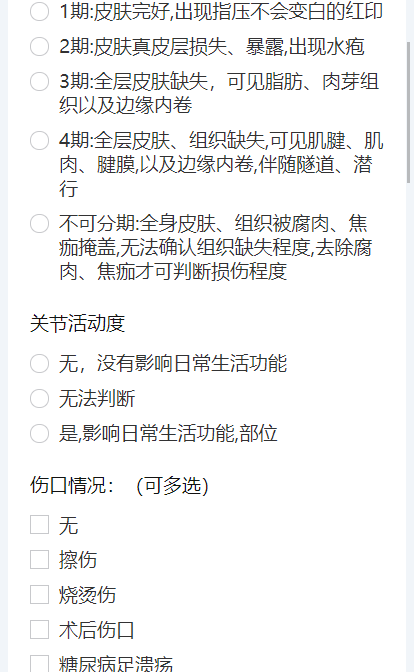 1期:皮肤完好,出现指压不会变白的红印
2期:皮肤真皮层损失、暴露,出现水疱
3期:全层皮肤缺失，可见脂肪、肉芽组
织以及边缘内卷
4期:全层皮肤、组织缺失,可见肌腱、肌
肉、腱膜,以及边缘内卷,伴随隧道、潜
行
不可分期:全身皮肤、组织被腐肉、焦
痂掩盖,无法确认组织缺失程度,去除腐
肉、焦痂才可判断损伤程度
关节活动度
无，没有影响日常生活功能
无法判断
是,影响日常生活功能,部位
伤口情况：（可多选）
无
擦伤
烧烫伤
术后伤口
糖尿病足溃疡